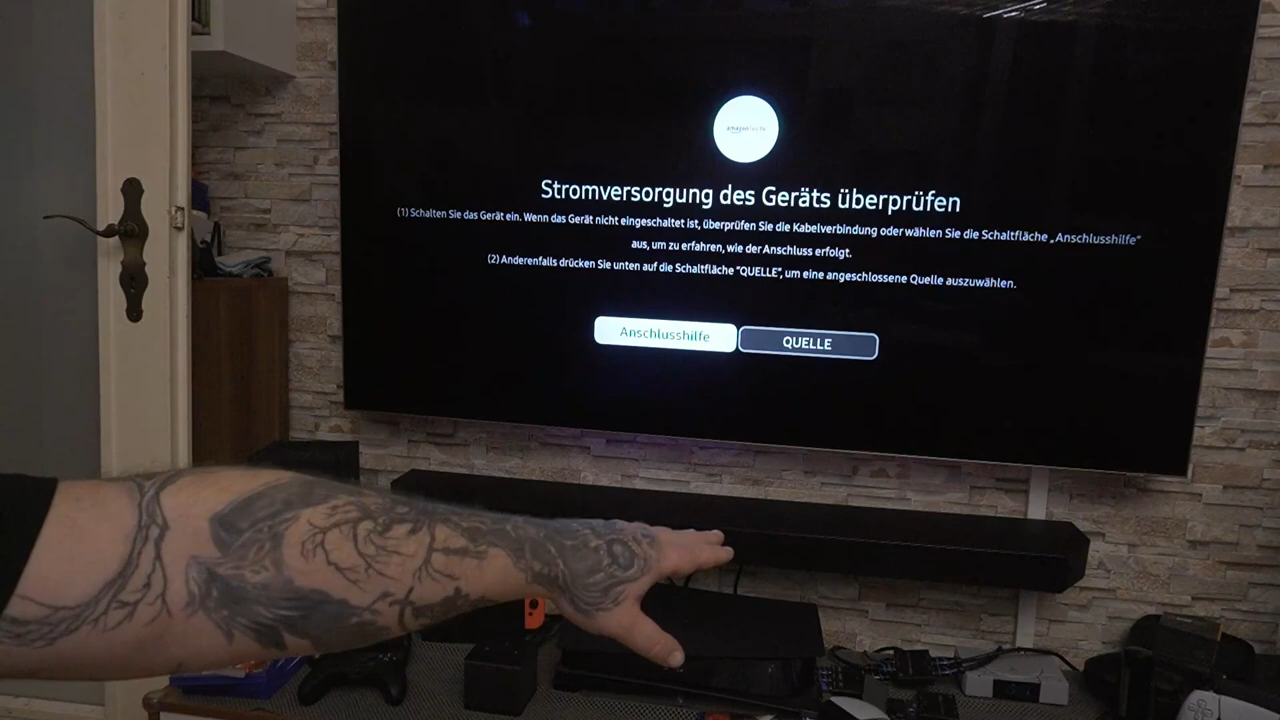 amazon fire tv
Stromversorgung des Geräts überprüfen
(1) Schalten Sie das Gerät ein. Wenn das Gerät nicht eingeschaltet ist, überprüfen Sie die Kabelverbindung oder wählen Sie die Schaltfläche „Anschlusshilfe“
aus, um zu erfahren, wie der Anschluss erfolgt.
(2) Anderenfalls drücken Sie unten auf die Schaltfläche "QUELLE", um eine angeschlossene Quelle auszuwählen.
Anschlusshilfe QUELLE